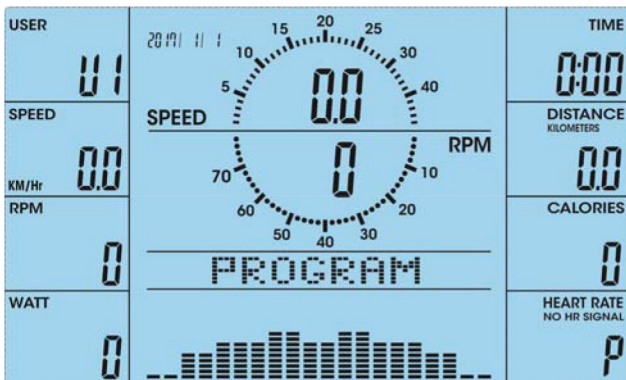 USER
U1
SPEED
KM/Hr 0.0
RPM
0
WATT
0
2017/ 1/ 1
5 10 15 20 25 30 40
0.0
SPEED
RPM
0
70 60 50 40 30 20 10
PROGRAM
TIME
0:00
DISTANCE
KILOMETERS
0.0
CALORIES
0
HEART RATE
NO HR SIGNAL
P